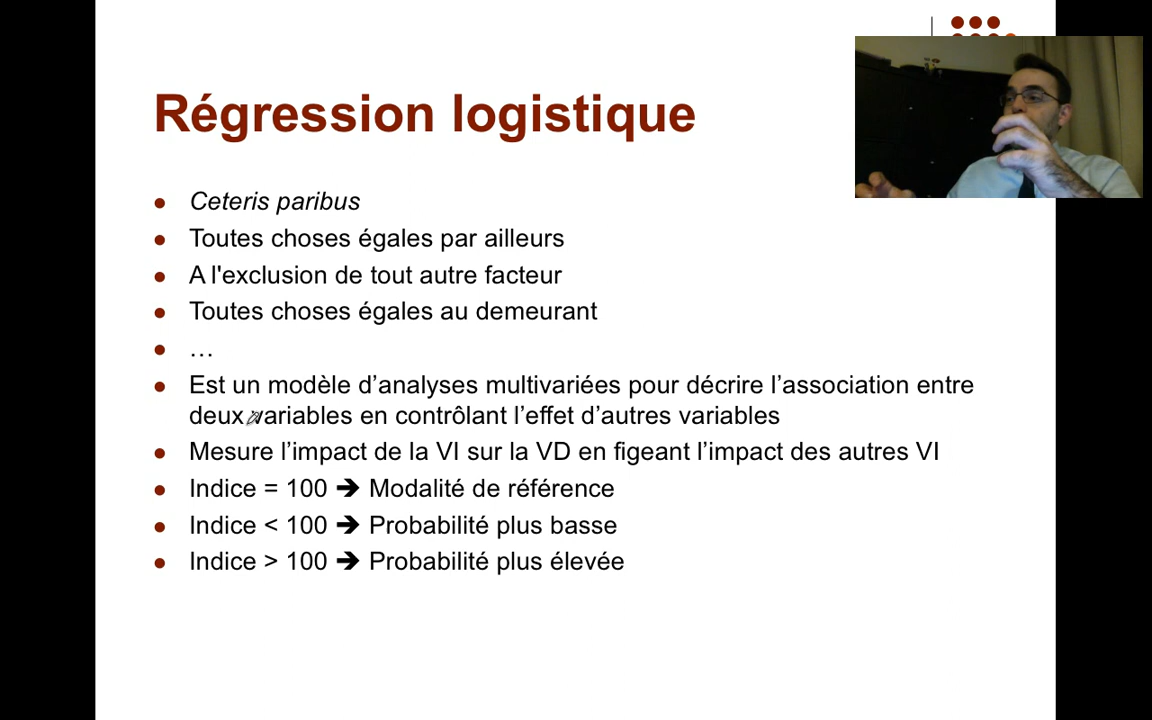 Régression logistique
Ceteris paribus
Toutes choses égales par ailleurs
A l'exclusion de tout autre facteur
Toutes choses égales au demeurant
…
Est un modèle d’analyses multivariées pour décrire l’association entre
deux variables en contrôlant l’effet d’autres variables
Mesure l’impact de la VI sur la VD en figeant l’impact des autres VI
Indice = 100 ➔ Modalité de référence
Indice < 100 ➔ Probabilité plus basse
Indice > 100 ➔ Probabilité plus élevée